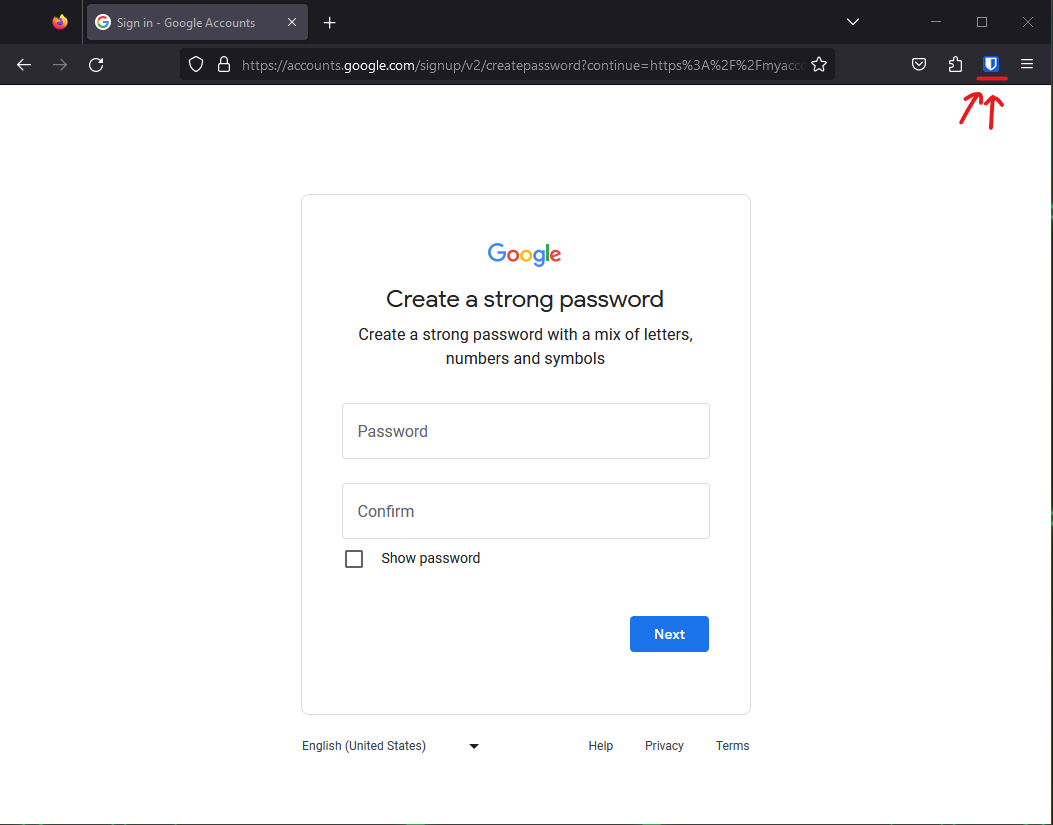 Sign in - Google Accounts
https://accounts.google.com/signup/v2/createpassword?continue=https%3A%2F%2Fmyacc
Google
Create a strong password
Create a strong password with a mix of letters,
numbers and symbols
Password
Confirm
Show password
Next
English (United States)
Help
Privacy
Terms